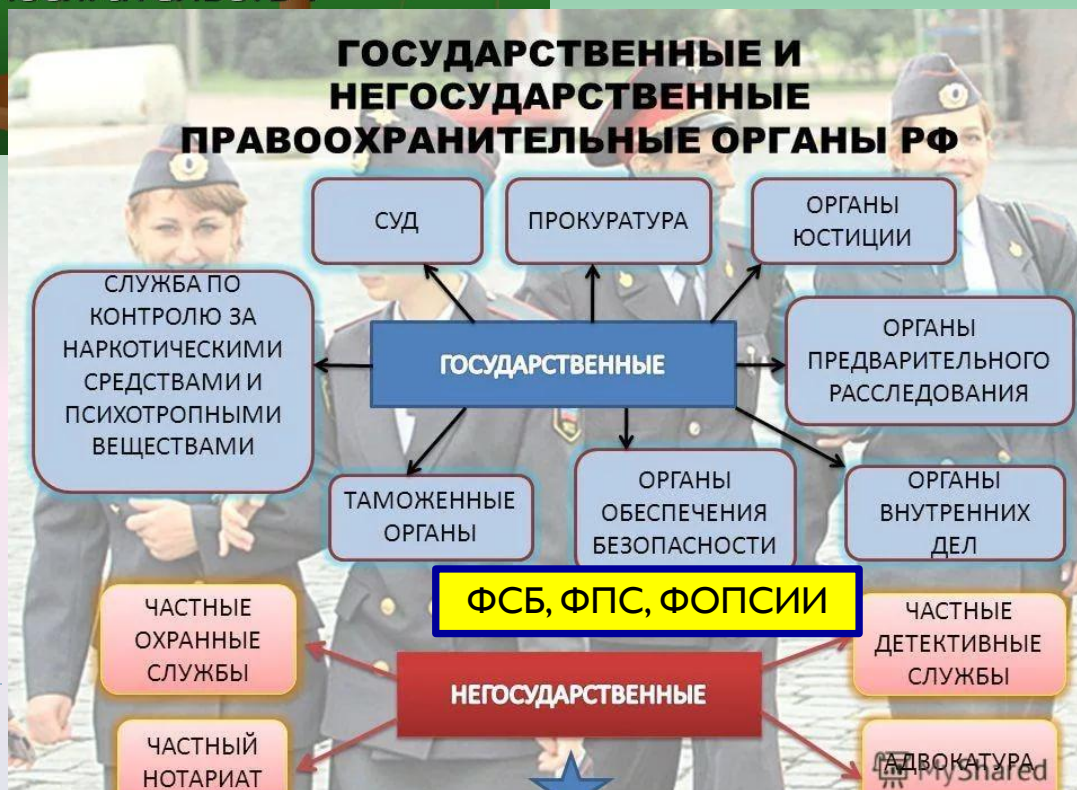 ГОСУДАРСТВЕННЫЕ И
НЕГОСУДАРСТВЕННЫЕ
ПРАВООХРАНИТЕЛЬНЫЕ ОРГАНЫ РФ
СУД
ПРОКУРАТУРА
ОРГАНЫ
ЮСТИЦИИ
СЛУЖБА ПО
КОНТРОЛЮ ЗА
НАРКОТИЧЕСКИМИ
СРЕДСТВАМИ И
ПСИХОТРОПНЫМИ
ВЕЩЕСТВАМИ
ГОСУДАРСТВЕННЫЕ
ОРГАНЫ
ПРЕДВАРИТЕЛЬНОГО
РАССЛЕДОВАНИЯ
ТАМОЖЕННЫЕ
ОРГАНЫ
ОРГАНЫ
ОБЕСПЕЧЕНИЯ
БЕЗОПАСНОСТИ
ОРГАНЫ
ВНУТРЕННИХ
ДЕЛ
ФСБ, ФПС, ФОПСИИ
ЧАСТНЫЕ
ОХРАННЫЕ
СЛУЖБЫ
НЕГОСУДАРСТВЕННЫЕ
ЧАСТНЫЕ
ДЕТЕКТИВНЫЕ
СЛУЖБЫ
ЧАСТНЫЙ
НОТАРИАТ
АДВОКАТУРА
MyShared